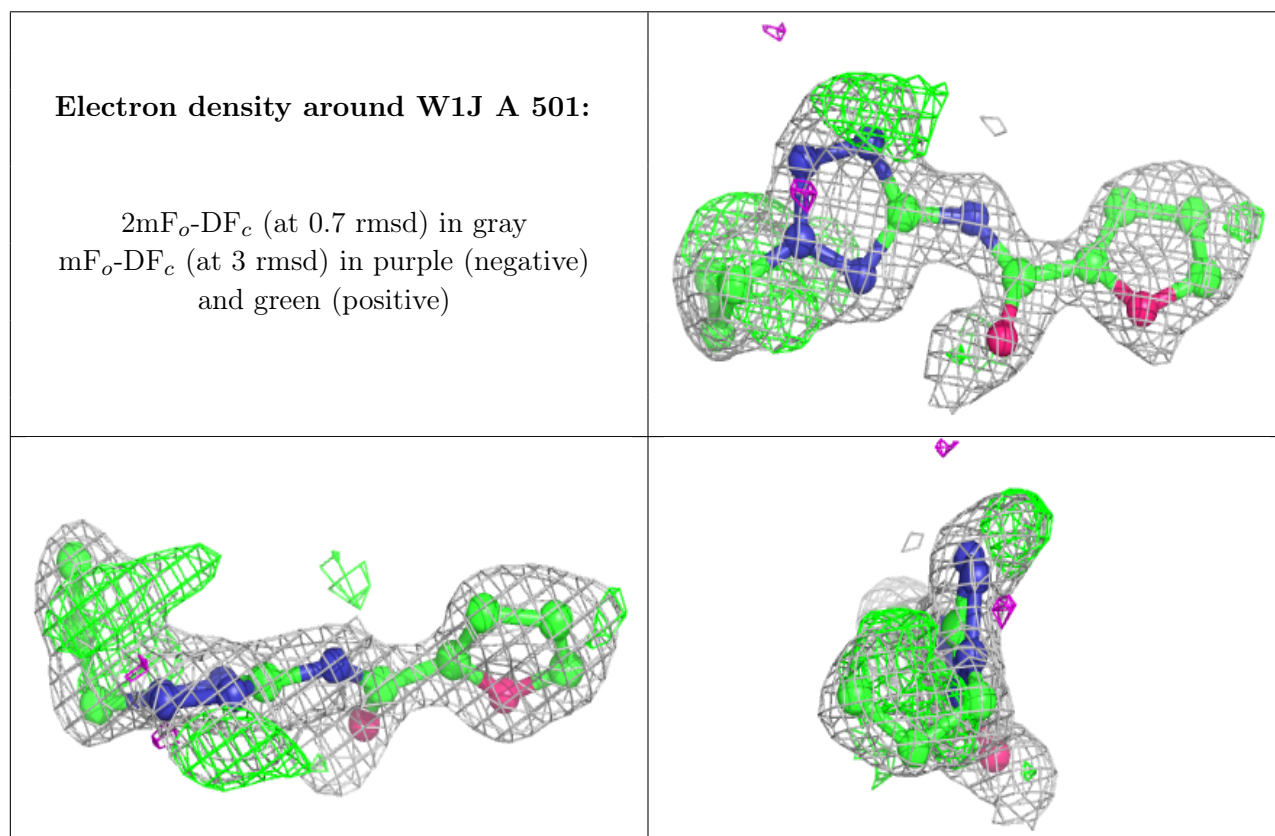 Electron density around W1J A 501:
2mFo-DFc (at 0.7 rmsd) in gray
mFo-DFc (at 3 rmsd) in purple (negative)
and green (positive)